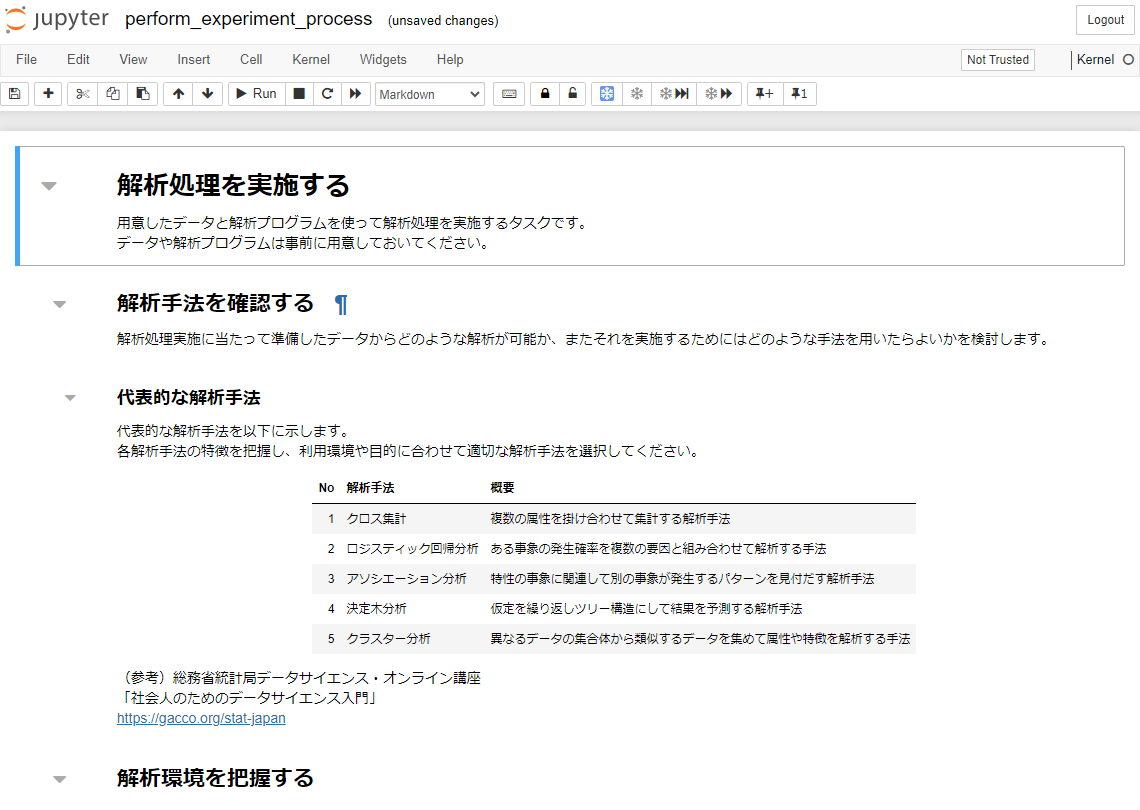 jupyter perform_experiment_process (unsaved changes) Logout
File Edit View Insert Cell Kernel Widgets Help Not Trusted Kernel
Run Markdown +1
解析処理を実施する
用意したデータと解析プログラムを使って解析処理を実施するタスクです。
データや解析プログラムは事前に用意しておいてください。
解析手法を確認する ¶
解析処理実施に当たって準備したデータからどのような解析が可能か、またそれを実施するためにはどのような手法を用いたらよいかを検討します。
代表的な解析手法
代表的な解析手法を以下に示します。
各解析手法の特徴を把握し、利用環境や目的に合わせて適切な解析手法を選択してください。
No 解析手法 概要
1 クロス集計 複数の属性を掛け合わせて集計する解析手法
2 ロジスティック回帰分析 ある事象の発生確率を複数の要因と組み合わせて解析する手法
3 アソシエーション分析 特性の事象に関連して別の事象が発生するパターンを見付だす解析手法
4 決定木分析 仮定を繰り返しツリー構造にして結果を予測する解析手法
5 クラスター分析 異なるデータの集合体から類似するデータを集めて属性や特徴を解析する手法
（参考）総務省統計局データサイエンス・オンライン講座
「社会人のためのデータサイエンス入門」
https://gacco.org/stat-japan
解析環境を把握する